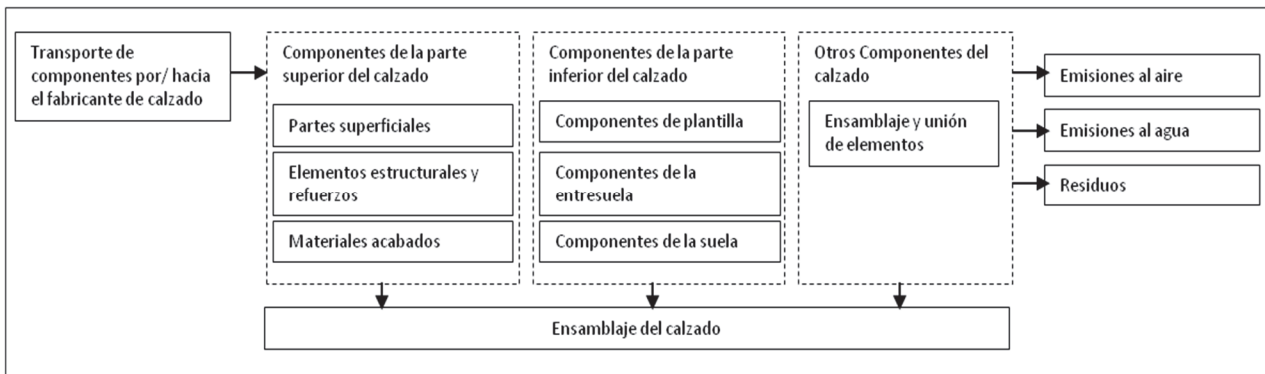 Transporte de
componentes por/ hacia
el fabricante de calzado
Componentes de la parte
superior del calzado
Partes superficiales
Elementos estructurales y
refuerzos
Materiales acabados
Componentes de la parte
inferior del calzado
Componentes de plantilla
Componentes de la
entresuela
Componentes de la suela
Otros Componentes del
calzado
Ensamblaje y unión
de elementos
Emisiones al aire
Emisiones al agua
Residuos
Ensamblaje del calzado